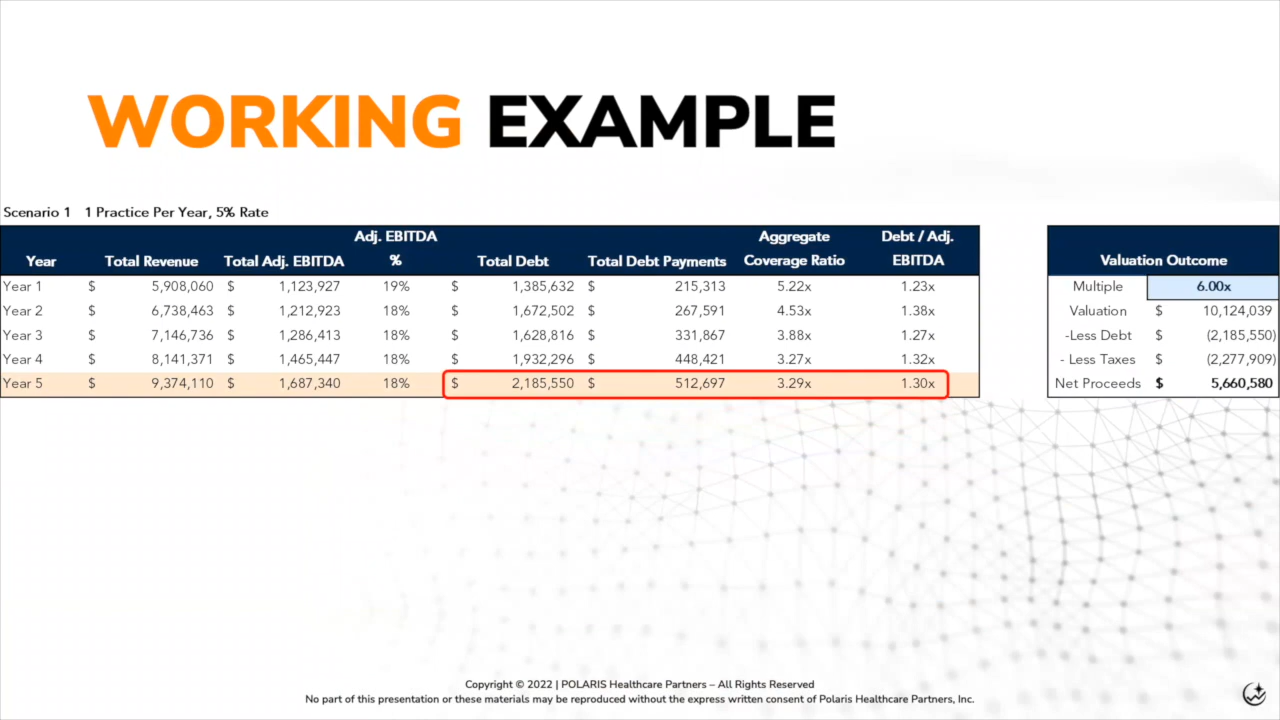 WORKING EXAMPLE
Scenario 1 1 Practice Per Year, 5% Rate
Year Total Revenue Total Adj. EBITDA Adj. EBITDA % Total Debt Total Debt Payments Aggregate Coverage Ratio Debt / Adj. EBITDA
Year 1 $ 5,908,060 $ 1,123,927 19% $ 1,385,632 $ 215,313 5.22x 1.23x
Year 2 $ 6,738,463 $ 1,212,923 18% $ 1,672,502 $ 267,591 4.53x 1.38x
Year 3 $ 7,146,736 $ 1,286,413 18% $ 1,628,816 $ 331,867 3.88x 1.27x
Year 4 $ 8,141,371 $ 1,465,447 18% $ 1,932,296 $ 448,421 3.27x 1.32x
Year 5 $ 9,374,110 $ 1,687,340 18% $ 2,185,550 $ 512,697 3.29x 1.30x
Valuation Outcome
Multiple 6.00x
Valuation $ 10,124,039
-Less Debt $ (2,185,550)
- Less Taxes $ (2,277,909)
Net Proceeds $ 5,660,580
Copyright © 2022 | POLARIS Healthcare Partners – All Rights Reserved
No part of this presentation or these materials may be reproduced without the express written consent of Polaris Healthcare Partners, Inc.